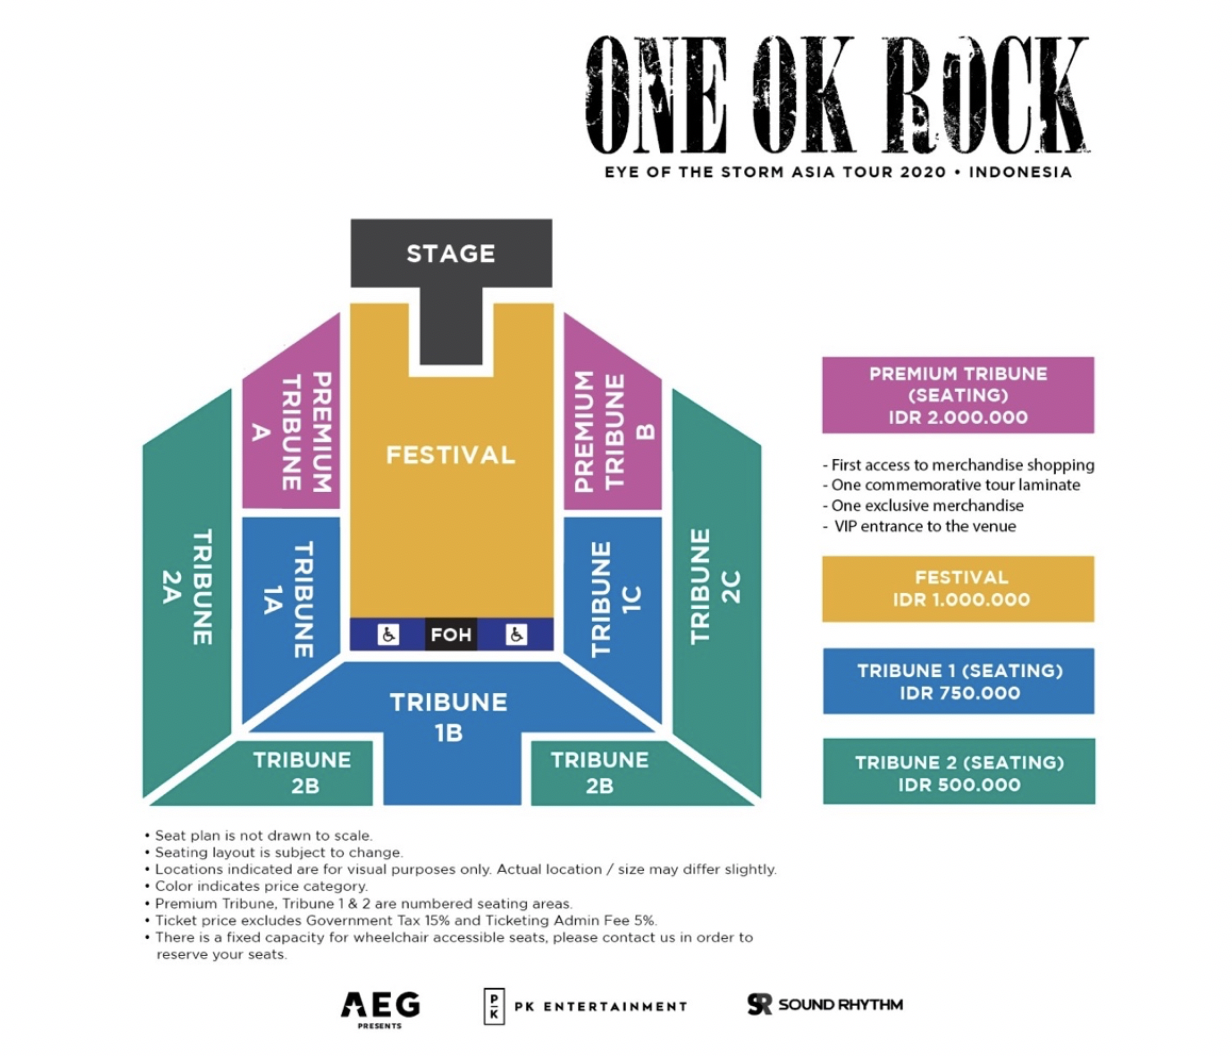 ONE OK ROCK
EYE OF THE STORM ASIA TOUR 2020 • INDONESIA
STAGE
PREMIUM
TRIBUNE
A
FESTIVAL
PREMIUM
TRIBUNE
B
TRIBUNE
2A
TRIBUNE
1A
TRIBUNE
1C
TRIBUNE
2C
FOH
TRIBUNE
1B
TRIBUNE
2B
TRIBUNE
2B
PREMIUM TRIBUNE
(SEATING)
IDR 2.000.000
- First access to merchandise shopping
- One commemorative tour laminate
- One exclusive merchandise
- VIP entrance to the venue
FESTIVAL
IDR 1.000.000
TRIBUNE 1 (SEATING)
IDR 750.000
TRIBUNE 2 (SEATING)
IDR 500.000
• Seat plan is not drawn to scale.
• Seating layout is subject to change.
• Locations indicated are for visual purposes only. Actual location / size may differ slightly.
• Color indicates price category.
• Premium Tribune, Tribune 1 & 2 are numbered seating areas.
• Ticket price excludes Government Tax 15% and Ticketing Admin Fee 5%.
• There is a fixed capacity for wheelchair accessible seats, please contact us in order to
reserve your seats.
AEG
PRESENTS
P
K
PK ENTERTAINMENT
SR SOUND RHYTHM